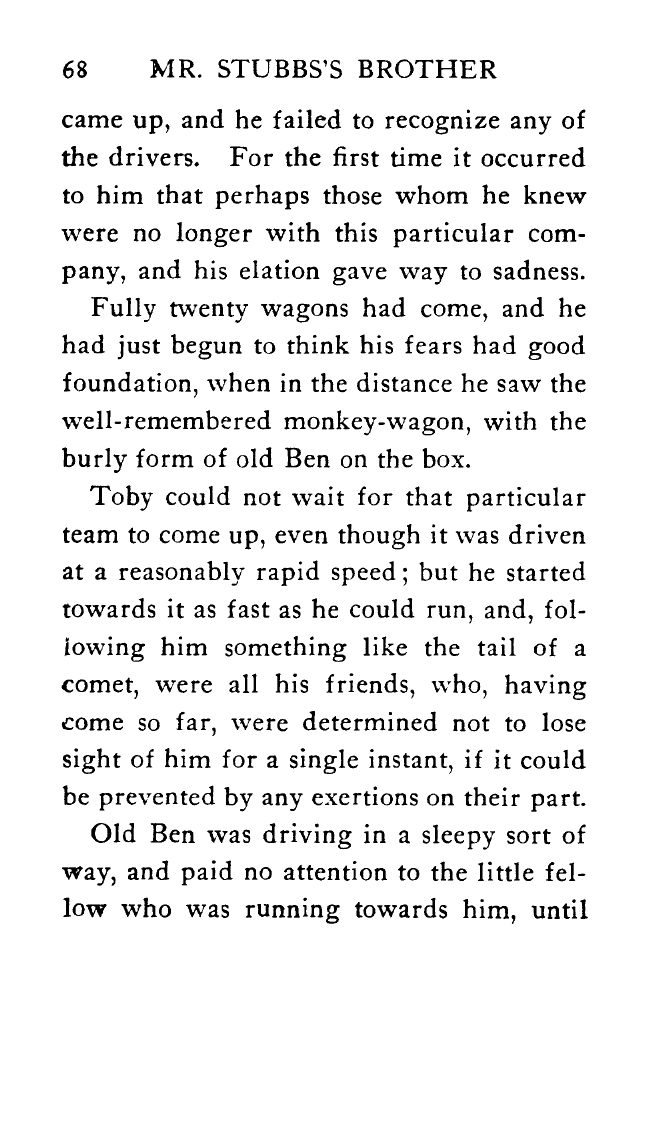 68 MR. STUBBS'S BROTHER
came up, and he failed to recognize any of
the drivers. For the first time it occurred
to him that perhaps those whom he knew
were no longer with this particular com-
pany, and his elation gave way to sadness.
Fully twenty wagons had come, and he
had just begun to think his fears had good
foundation, when in the distance he saw the
well-remembered monkey-wagon, with the
burly form of old Ben on the box.
Toby could not wait for that particular
team to come up, even though it was driven
at a reasonably rapid speed; but he started
towards it as fast as he could run, and, fol-
lowing him something like the tail of a
comet, were all his friends, who, having
come so far, were determined not to lose
sight of him for a single instant, if it could
be prevented by any exertions on their part.
Old Ben was driving in a sleepy sort of
way, and paid no attention to the little fel-
low who was running towards him, until